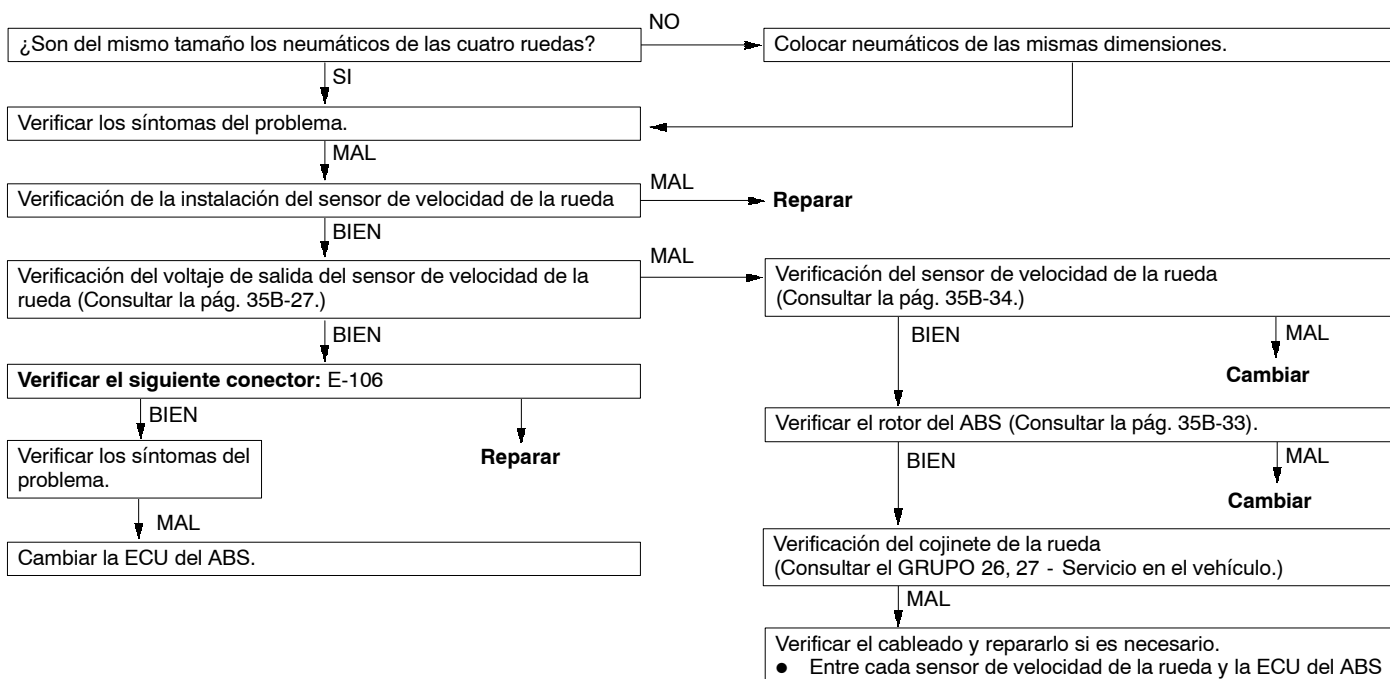 ¿Son del mismo tamaño los neumáticos de las cuatro ruedas?
NO
Colocar neumáticos de las mismas dimensiones.
SI
Verificar los síntomas del problema.
MAL
Verificación de la instalación del sensor de velocidad de la rueda
MAL
Reparar
BIEN
Verificación del voltaje de salida del sensor de velocidad de la
rueda (Consultar la pág. 35B-27.)
MAL
Verificación del sensor de velocidad de la rueda
(Consultar la pág. 35B-34.)
BIEN
Verificar el siguiente conector: E-106
BIEN
Reparar
Verificar los síntomas del
problema.
MAL
Cambiar la ECU del ABS.
BIEN
MAL
Cambiar
Verificar el rotor del ABS (Consultar la pág. 35B-33).
BIEN
MAL
Cambiar
Verificación del cojinete de la rueda
(Consultar el GRUPO 26, 27 - Servicio en el vehículo.)
MAL
Verificar el cableado y repararlo si es necesario.
● Entre cada sensor de velocidad de la rueda y la ECU del ABS